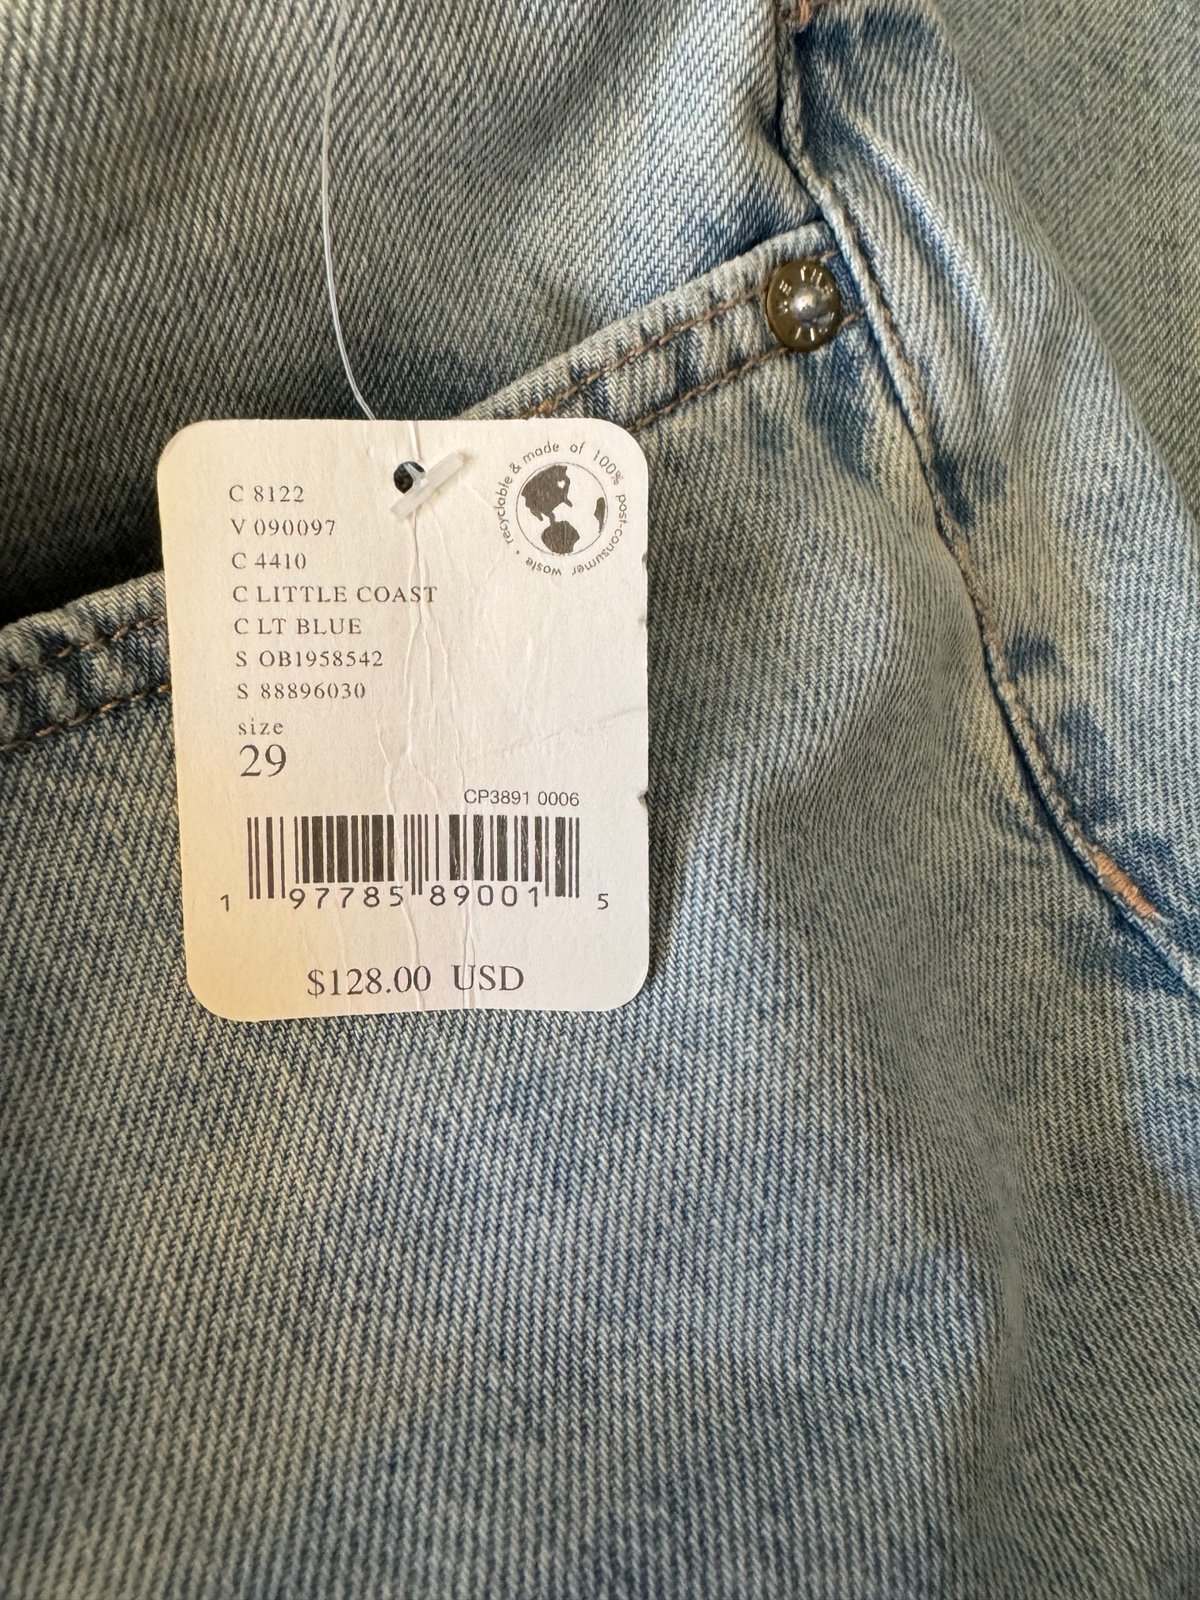 C 8122
V 090097
C 4410
C LITTLE COAST
C LT BLUE
S OB1958542
S 88896030
size
29
CP3891 0006
1 97785 89001 5
$128.00 USD
recyclable & made of 100% post-consumer waste •